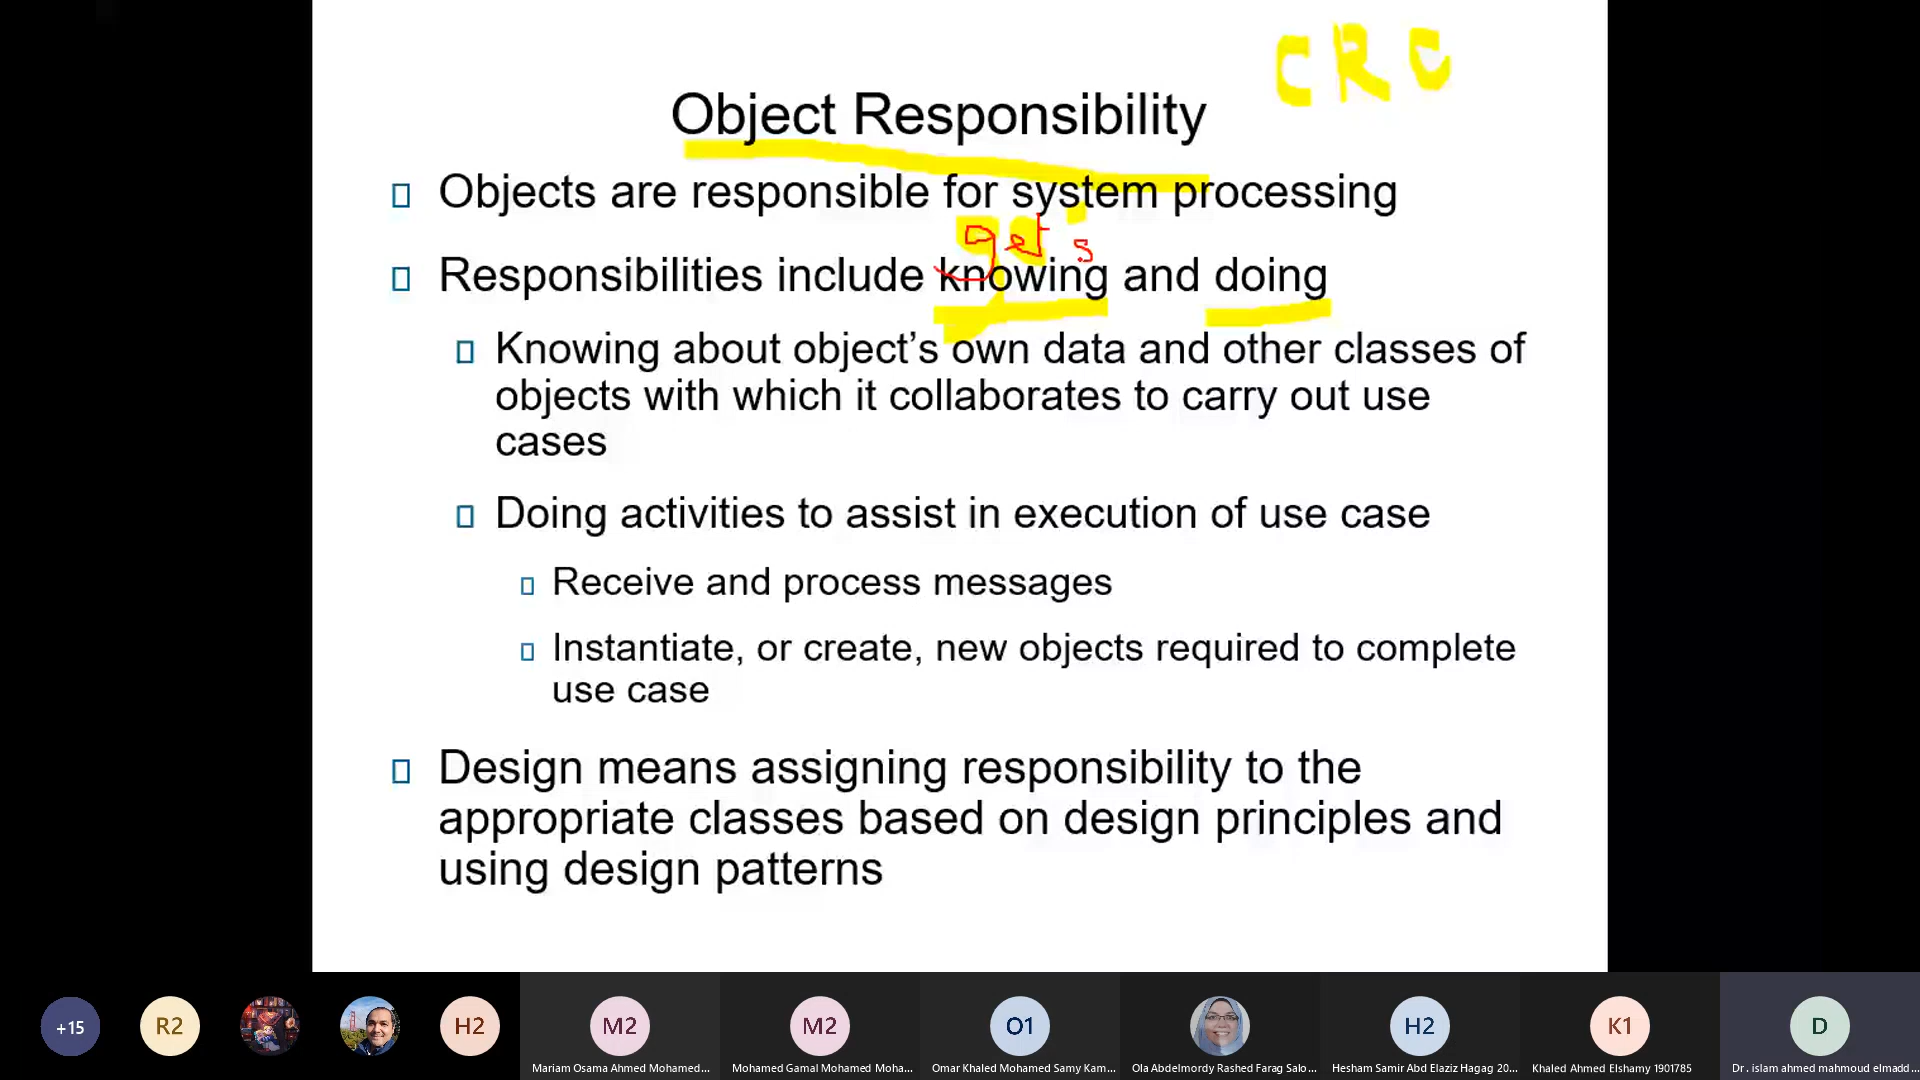 CRC
Object Responsibility
Objects are responsible for system processing
get's
Responsibilities include knowing and doing
Knowing about object’s own data and other classes of
objects with which it collaborates to carry out use
cases
Doing activities to assist in execution of use case
Receive and process messages
Instantiate, or create, new objects required to complete
use case
Design means assigning responsibility to the
appropriate classes based on design principles and
using design patterns
+15
R2
H2
M2
M2
O1
H2
K1
D
Mariam Osama Ahmed Mohamed...
Mohamed Gamal Mohamed Moha...
Omar Khaled Mohamed Samy Kam...
Ola Abdelmordy Rashed Farag Salo...
Hesham Samir Abd Elaziz Hagag 20...
Khaled Ahmed Elshamy 1901785
Dr. islam ahmed mahmoud elmadd...